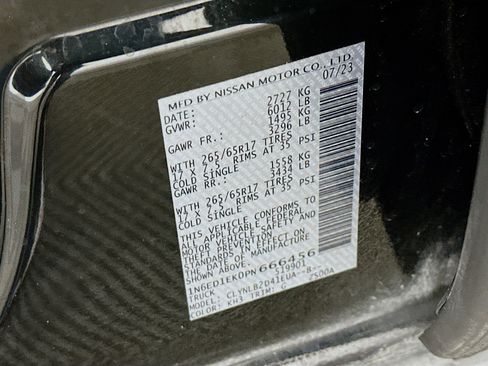 MFD BY NISSAN MOTOR CO., LTD.
DATE: 07/23
GVWR: 2727 KG
6012 LB
GAWR FR.: 1495 KG
3296 LB
WITH 265/65R17 TIRES
17 X 7.5 RIMS AT 35 PSI
COLD SINGLE
GAWR RR.: 1558 KG
3434 LB
WITH 265/65R17 TIRES
17 X 7.5 RIMS AT 35 PSI
COLD SINGLE
THIS VEHICLE CONFORMS TO
ALL APPLICABLE FEDERAL
MOTOR VEHICLE SAFETY AND
THEFT PREVENTION
STANDARDS IN EFFECT ON
THE DATE OF MANUFACTURE
SHOWN ABOVE.
1N6ED1EK0PN666456
TRUCK 219901
MODEL: CLYNLB2D41EUA--B--
COLOR: KH3 TRIM: G 2500A